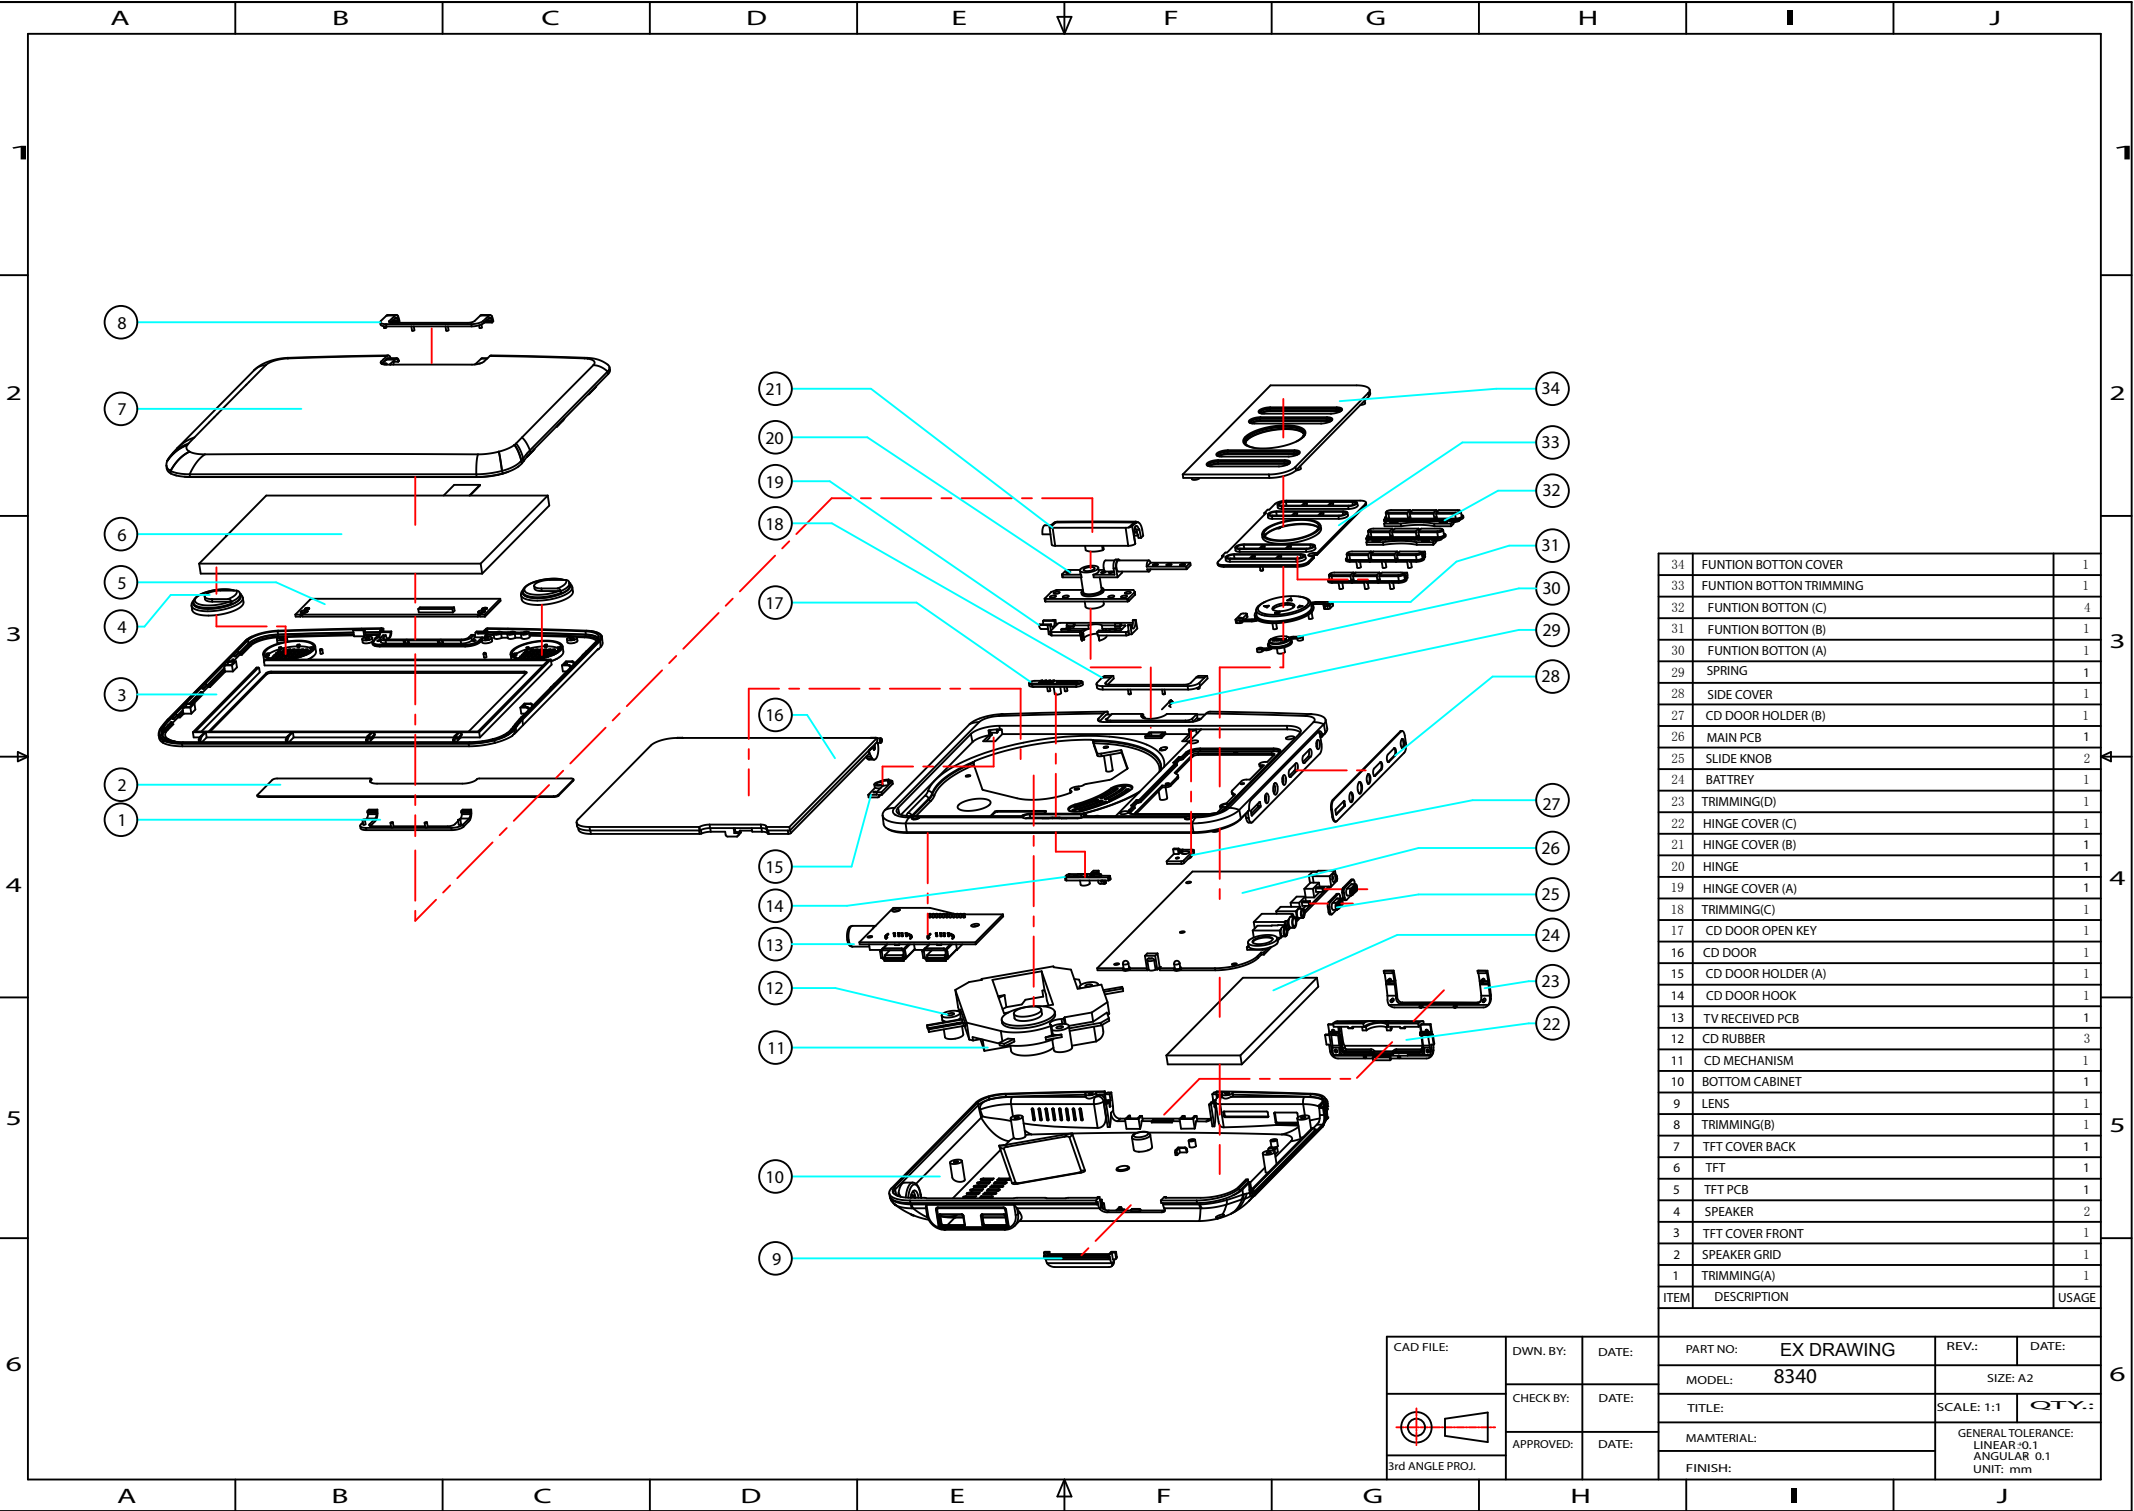 A B C D E F G H I J
1 1
8
2 7 21 34 2
20 33
19 32
18
6 31
5
17 30
3 4 29 3
3 28
16
2
1 27
15 26
4 14 25 4
13 24
12 23
11 22
5 10 5
9
6 6
34 FUNTION BOTTON COVER 1
33 FUNTION BOTTON TRIMMING 1
32 FUNTION BOTTON (C) 4
31 FUNTION BOTTON (B) 1
30 FUNTION BOTTON (A) 1
29 SPRING 1
28 SIDE COVER 1
27 CD DOOR HOLDER (B) 1
26 MAIN PCB 1
25 SLIDE KNOB 2
24 BATTREY 1
23 TRIMMING(D) 1
22 HINGE COVER (C) 1
21 HINGE COVER (B) 1
20 HINGE 1
19 HINGE COVER (A) 1
18 TRIMMING(C) 1
17 CD DOOR OPEN KEY 1
16 CD DOOR 1
15 CD DOOR HOLDER (A) 1
14 CD DOOR HOOK 1
13 TV RECEIVED PCB 1
12 CD RUBBER 3
11 CD MECHANISM 1
10 BOTTOM CABINET 1
9 LENS 1
8 TRIMMING(B) 1
7 TFT COVER BACK 1
6 TFT 1
5 TFT PCB 1
4 SPEAKER 2
3 TFT COVER FRONT 1
2 SPEAKER GRID 1
1 TRIMMING(A) 1
ITEM DESCRIPTION USAGE
CAD FILE: DWN. BY: DATE: PART NO: EX DRAWING REV.: DATE:
MODEL: 8340 SIZE: A2
CHECK BY: DATE: TITLE: SCALE: 1:1 QTY.:
APPROVED: DATE: MAMTERIAL: GENERAL TOLERANCE:
LINEAR:0.1
ANGULAR 0.1
3rd ANGLE PROJ. FINISH: UNIT: mm
A B C D E F G H I J